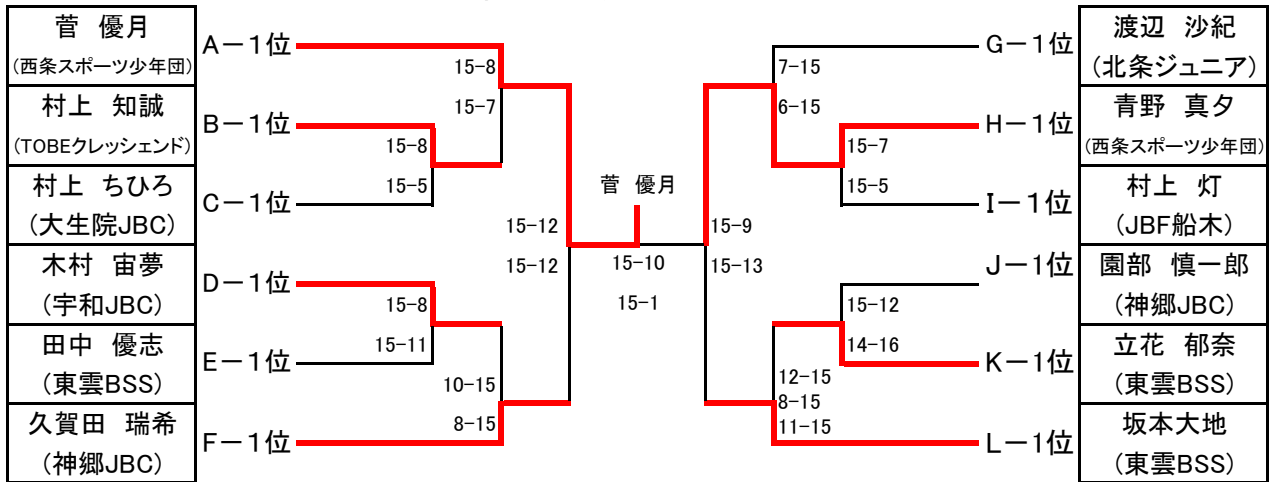 菅　優月
(西条スポーツ少年団)
村上　知誠
(TOBEクレッシェンド)
村上　ちひろ
(大生院JBC)
木村　宙夢
(宇和JBC)
田中　優志
(東雲BSS)
久賀田　瑞希
(神郷JBC)
A－1位
B－1位
C－1位
D－1位
E－1位
F－1位
15-8
15-7
15-8
15-5
15-12
15-12
15-8
15-11
10-15
8-15
菅　優月
15-10
15-1
7-15
6-15
15-7
15-5
15-9
15-13
15-12
14-16
12-15
8-15
11-15
G－1位
H－1位
I－1位
J－1位
K－1位
L－1位
渡辺　沙紀
(北条ジュニア)
青野　真夕
(西条スポーツ少年団)
村上　灯
(JBF船木)
園部　慎一郎
(神郷JBC)
立花　郁奈
(東雲BSS)
坂本大地
(東雲BSS)